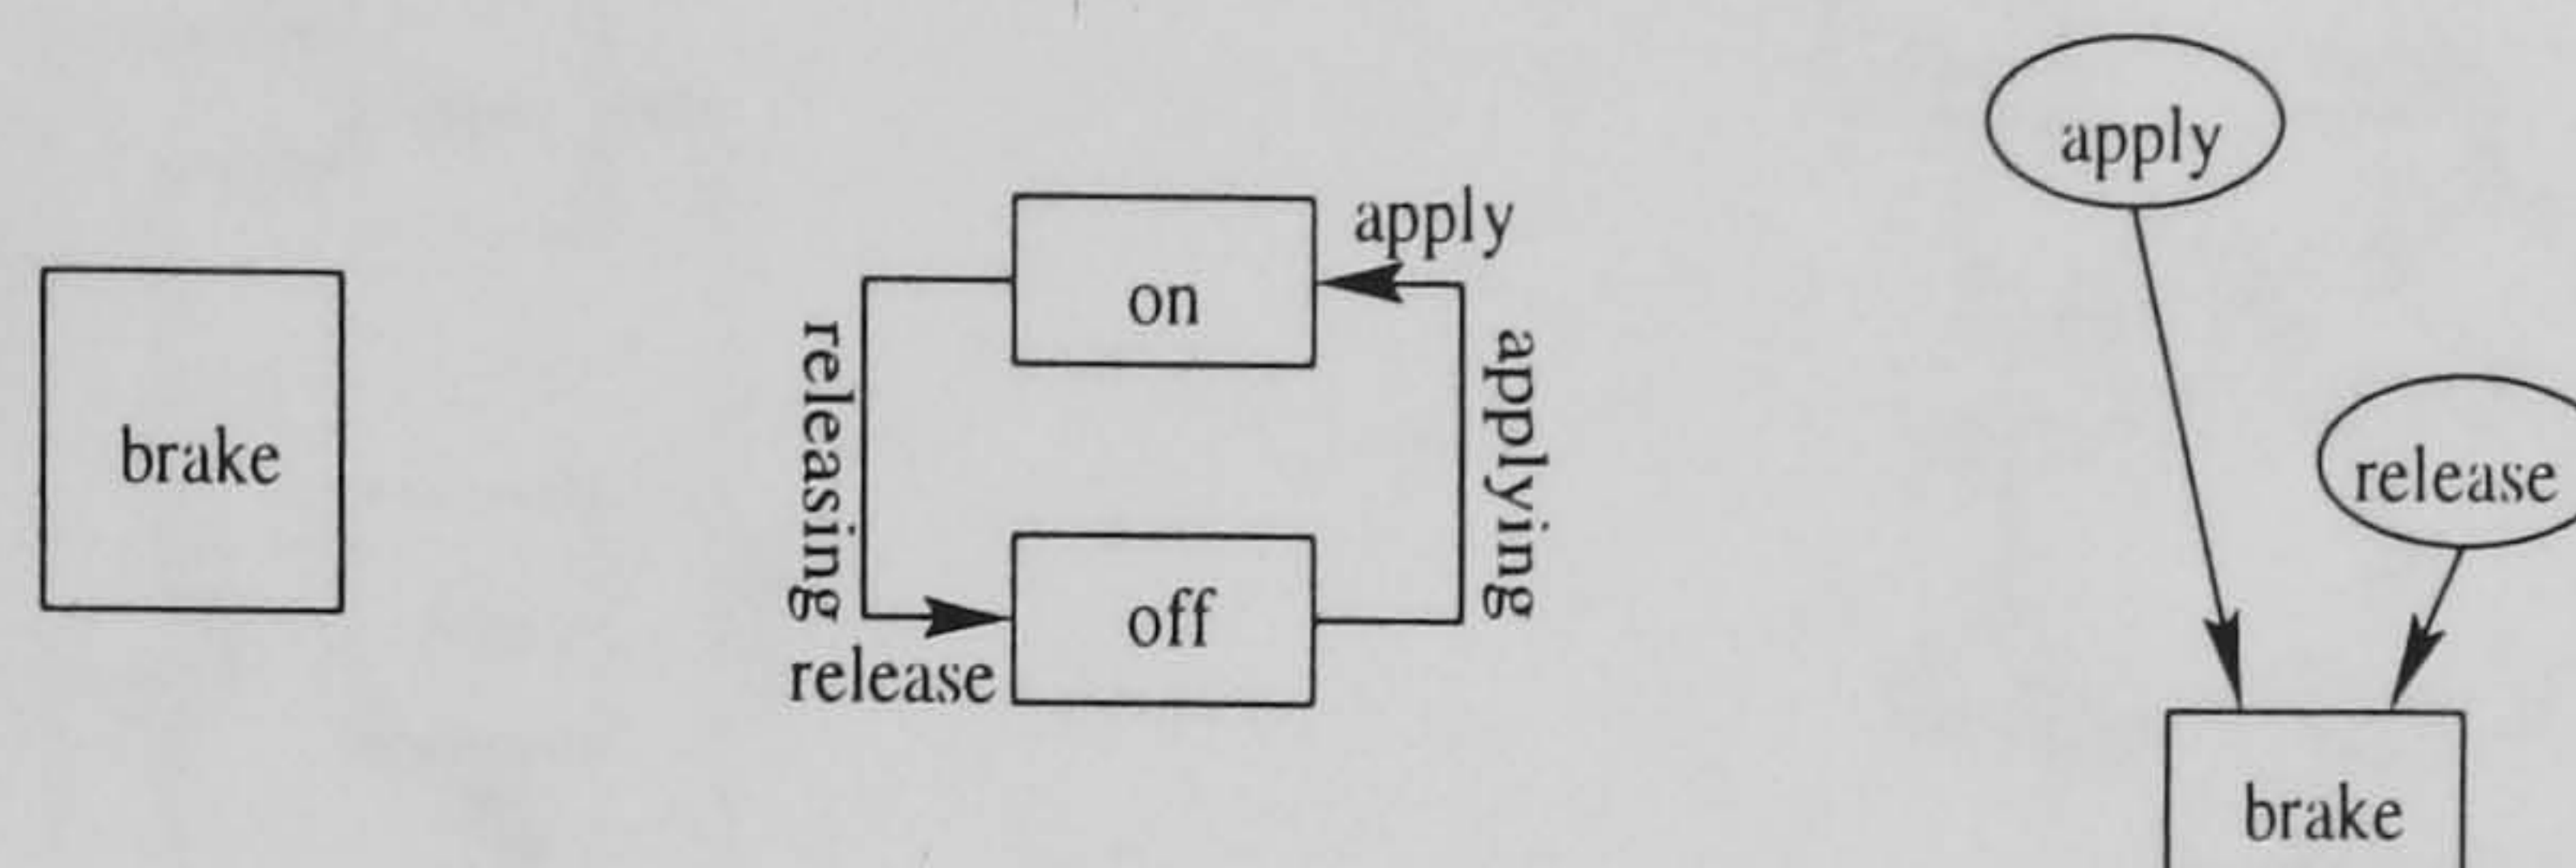 brake
on
apply
releasing
applying
off
release
apply
release
brake